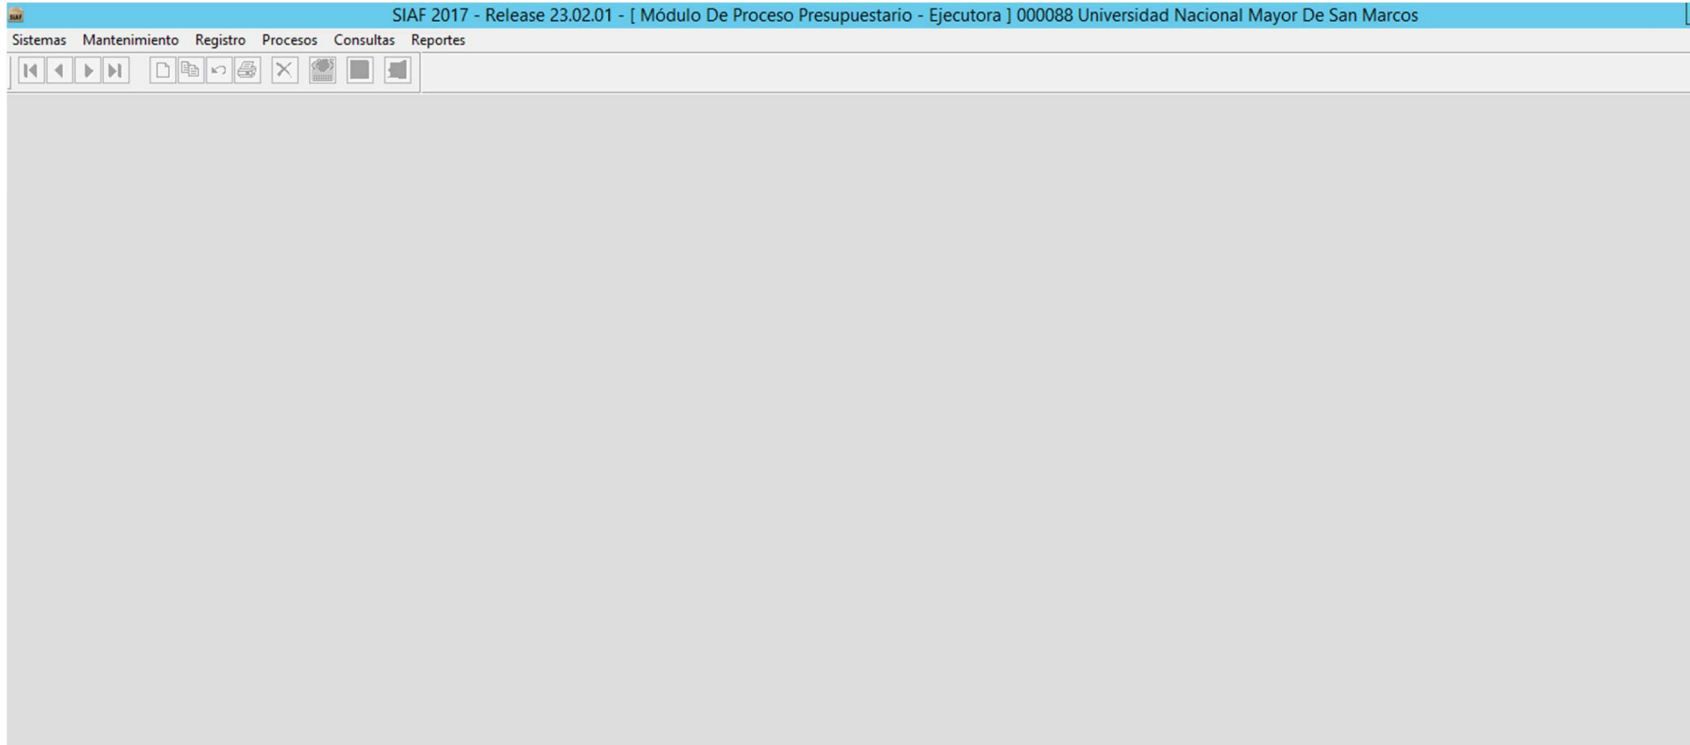 SIAF 2017 - Release 23.02.01 - [ Módulo De Proceso Presupuestario - Ejecutora ] 000088 Universidad Nacional Mayor De San Marcos
Sistemas Mantenimiento Registro Procesos Consultas Reportes